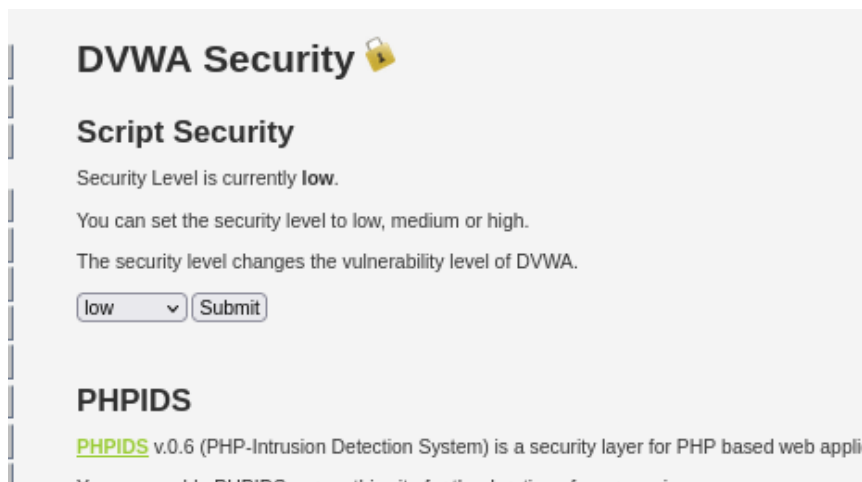 DVWA Security
Script Security
Security Level is currently low.
You can set the security level to low, medium or high.
The security level changes the vulnerability level of DVWA.
low Submit
PHPIDS
PHPIDS v.0.6 (PHP-Intrusion Detection System) is a security layer for PHP based web appli